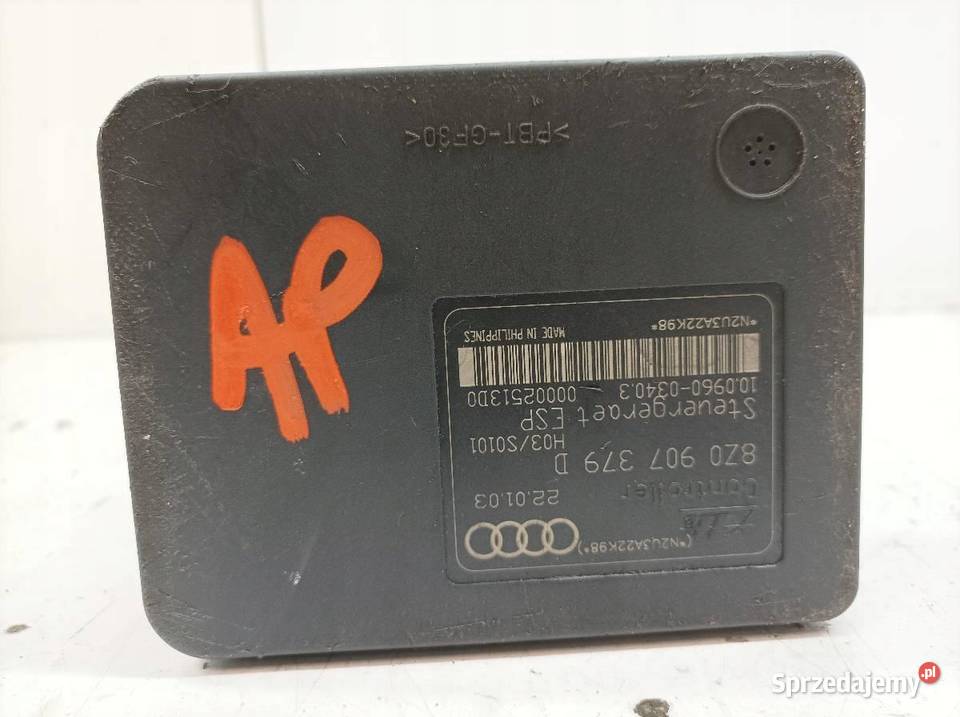 >PBT-GF30<
AP
(*N2U3A22K98*)
Controller 22.01.03
8Z0 907 379 D
H03/S0101
Steuergeraet ESP
10.0960-0340.3 00002513D0
*N2U3A22K98* MADE IN PHILIPPINES
Sprzedajemy.pl